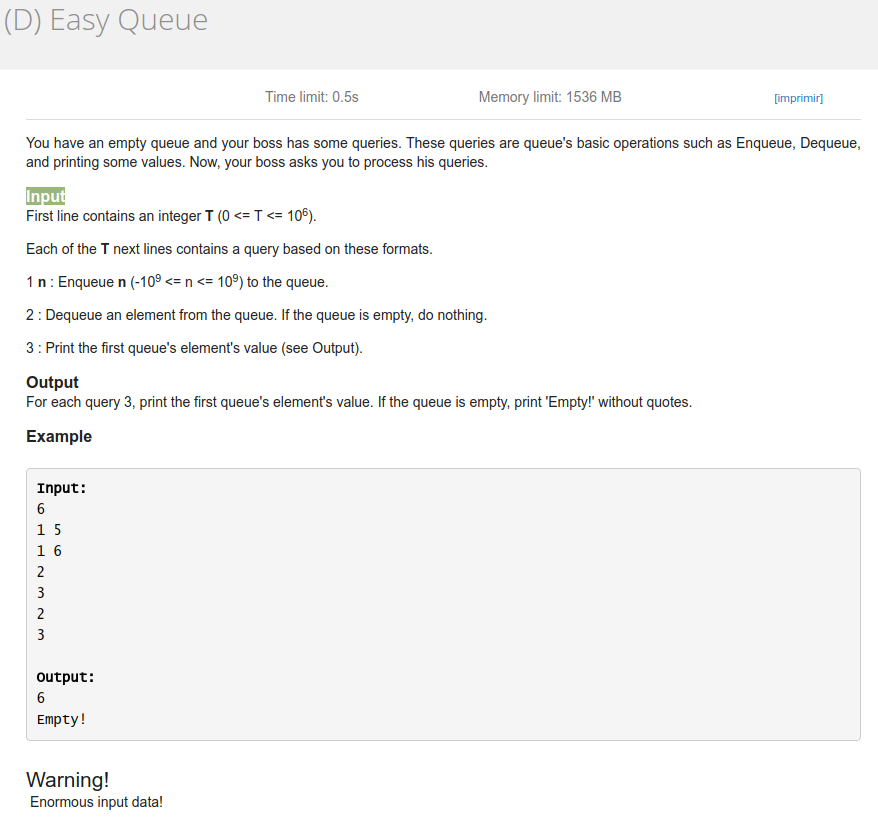 (D) Easy Queue
Time limit: 0.5s Memory limit: 1536 MB [imprimir]
You have an empty queue and your boss has some queries. These queries are queue's basic operations such as Enqueue, Dequeue,
and printing some values. Now, your boss asks you to process his queries.
Input
First line contains an integer T (0 <= T <= 10⁶).
Each of the T next lines contains a query based on these formats.
1 n : Enqueue n (-10⁹ <= n <= 10⁹) to the queue.
2 : Dequeue an element from the queue. If the queue is empty, do nothing.
3 : Print the first queue's element's value (see Output).
Output
For each query 3, print the first queue's element's value. If the queue is empty, print 'Empty!' without quotes.
Example
Input:
6
1 5
1 6
2
3
2
3
Output:
6
Empty!
Warning!
Enormous input data!